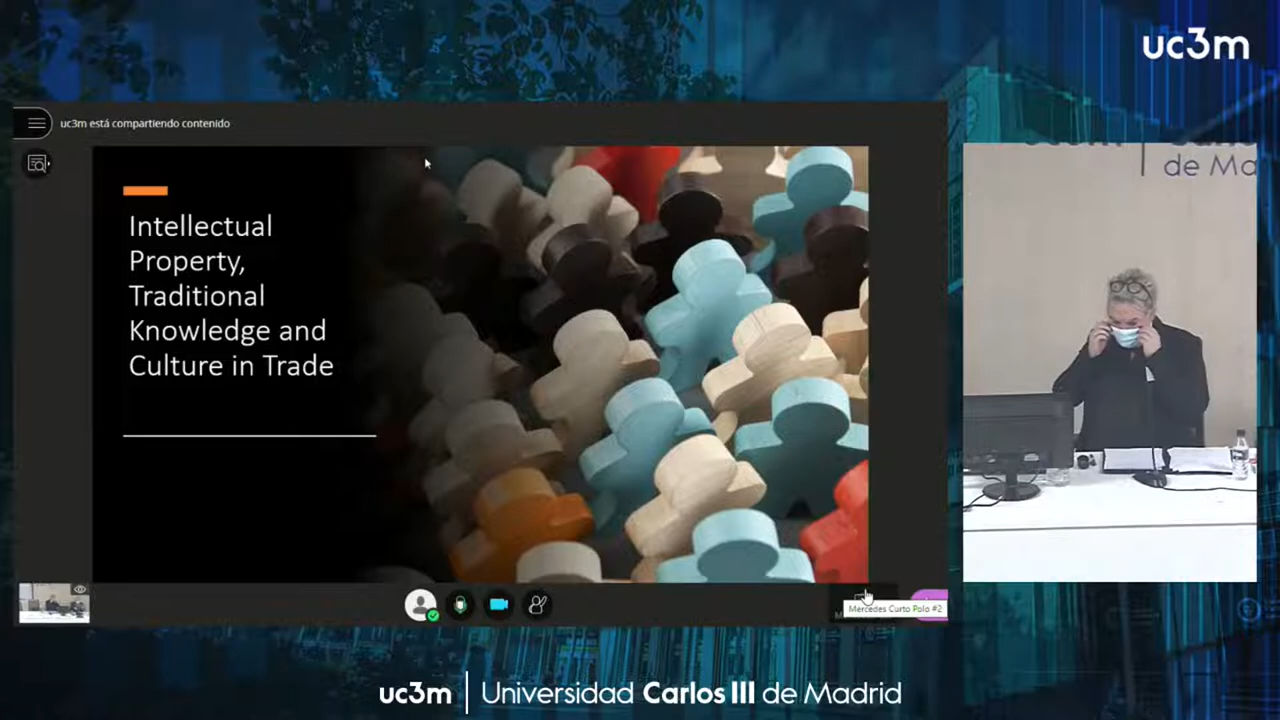 uc3m
uc3m está compartiendo contenido
de Ma
Intellectual
Property,
Traditional
Knowledge and
Culture in Trade
Mercedes Curto Polo #2
uc3m | Universidad Carlos III de Madrid